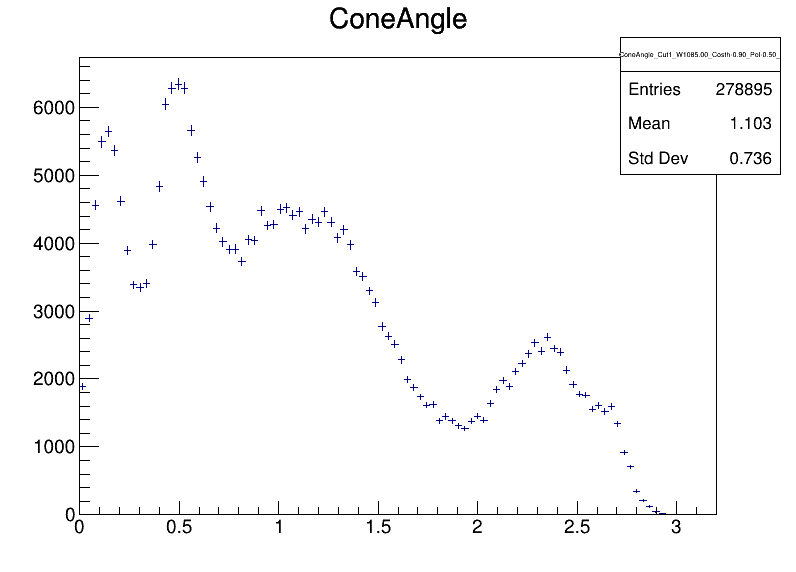 ConeAngle
ConeAngle_Cut1_W1085.00_Costh-0.90_Pol-0.50_
Entries 278895
Mean 1.103
Std Dev 0.736
6000
5000
4000
3000
2000
1000
0
0 0.5 1 1.5 2 2.5 3